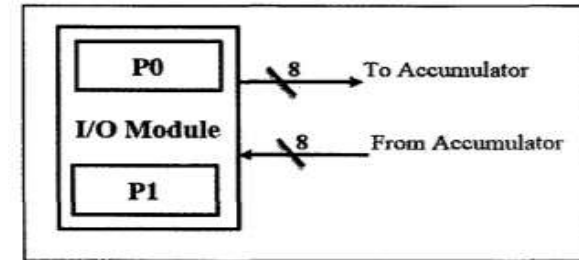 P0
8
To Accumulator
I/O Module
8
From Accumulator
P1